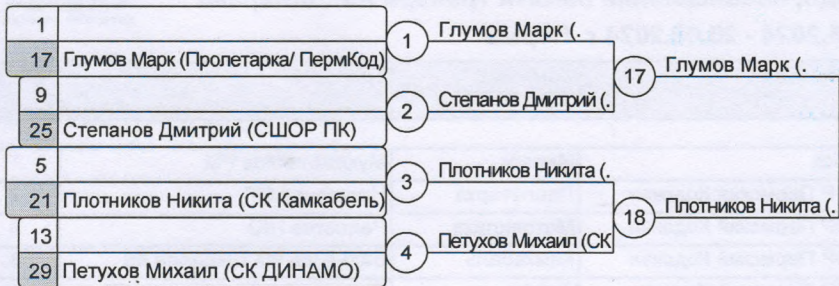 1
17 Глумов Марк (Пролетарка/ ПермКод)
1
Глумов Марк (.
9
25 Степанов Дмитрий (СШОР ПК)
2
Степанов Дмитрий (.
17
Глумов Марк (.
5
21 Плотников Никита (СК Камкабель)
3
Плотников Никита (.
13
29 Петухов Михаил (СК ДИНАМО)
4
Петухов Михаил (СК
18
Плотников Никита (.